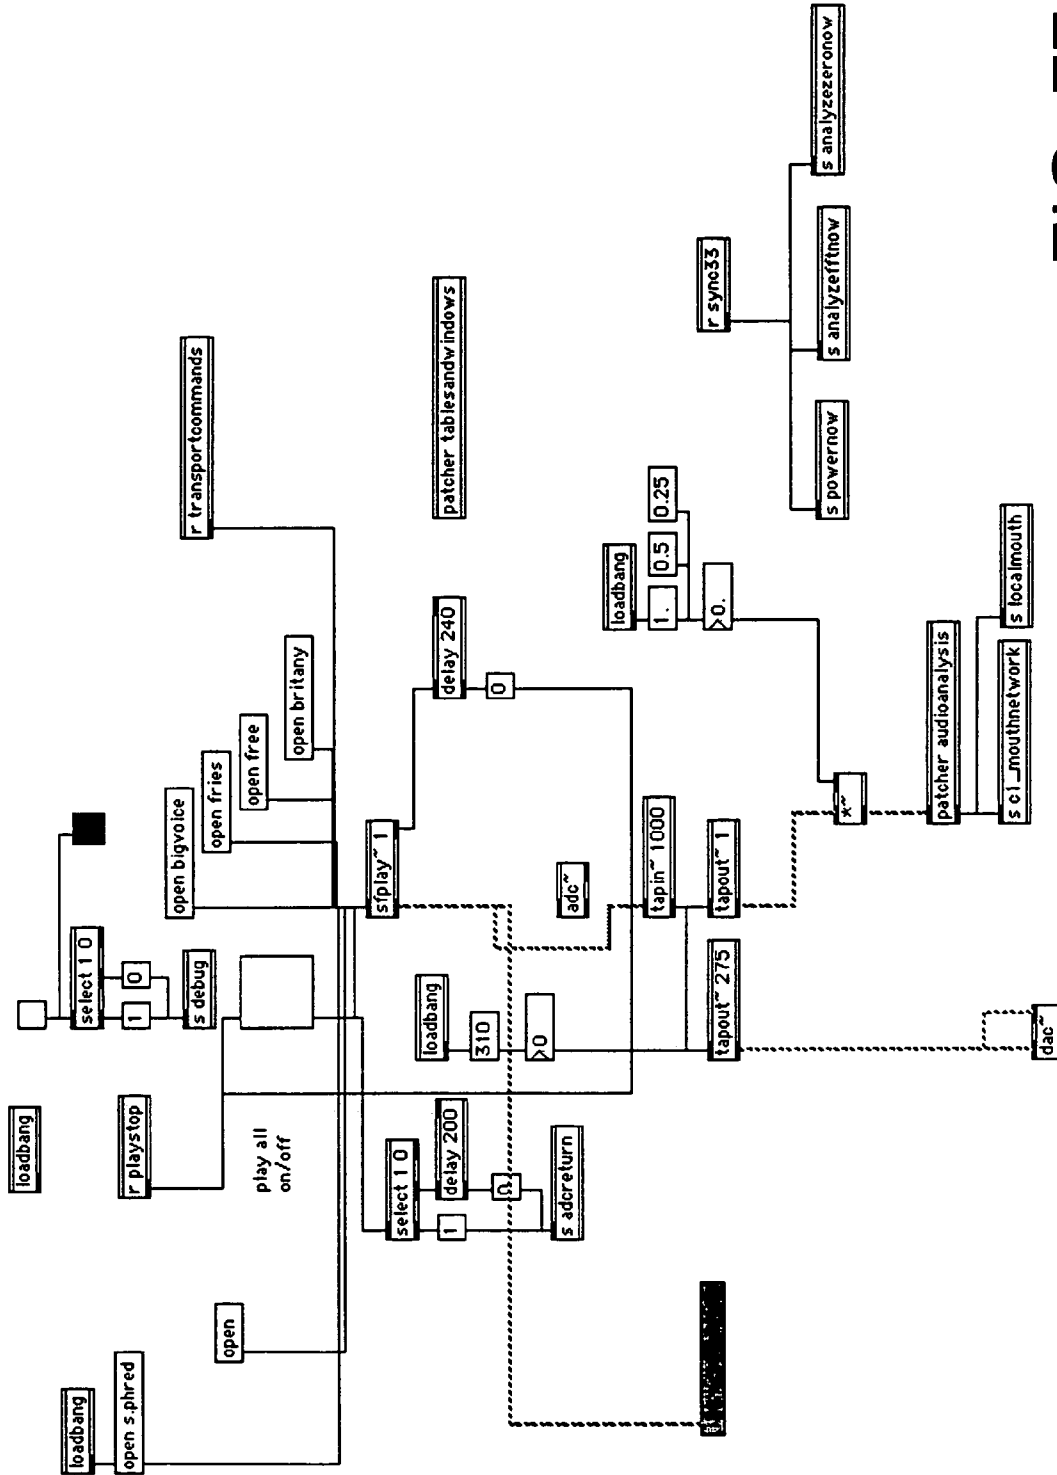 loadbang
loadbang
select 1 0
open s.phred
r playstop
1
0
open bigvoice
s debug
r transportcommands
open
open fries
open free
play all
on/off
open britany
sfplay~ 1
select 1 0
loadbang
delay 200
delay 240
patcher tablesandwindows
1
310
0
0
>0
s adcreturn
adc~
loadbang
tapin~ 1000
1.
0.5
0.25
>0.
r sync33
tapout~ 275
tapout~ 1
s powernow
s analyzefftnow
s analyzezeronow
*~
patcher audioanalysis
s cl_mouthnetwork
s localmouth
dac~